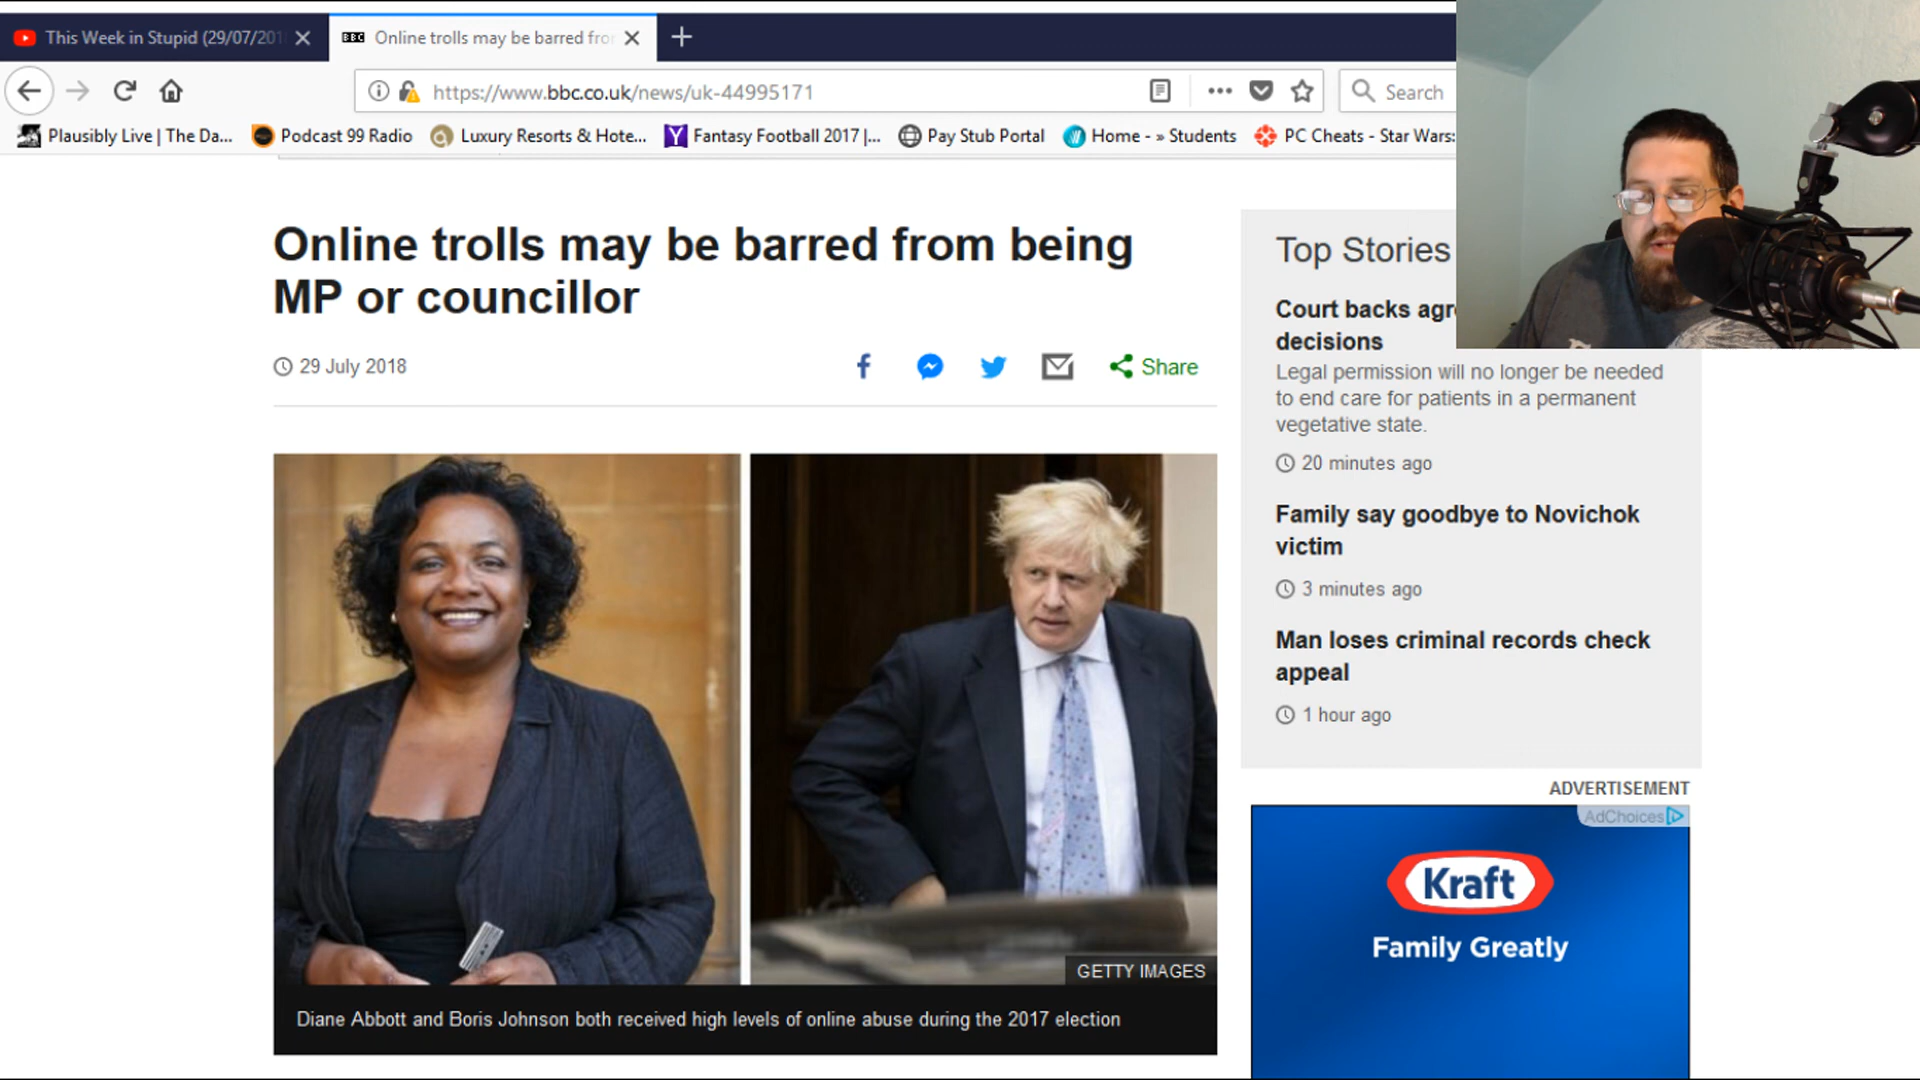 This Week in Stupid (29/07/201
BBC Online trolls may be barred fro
https://www.bbc.co.uk/news/uk-44995171
Search
Plausibly Live | The Da...
Podcast 99 Radio
Luxury Resorts & Hote...
Fantasy Football 2017 |...
Pay Stub Portal
Home - » Students
PC Cheats - Star Wars:
Online trolls may be barred from being
MP or councillor
29 July 2018
Share
GETTY IMAGES
Diane Abbott and Boris Johnson both received high levels of online abuse during the 2017 election
Top Stories
Court backs agr
decisions
Legal permission will no longer be needed
to end care for patients in a permanent
vegetative state.
20 minutes ago
Family say goodbye to Novichok
victim
3 minutes ago
Man loses criminal records check
appeal
1 hour ago
ADVERTISEMENT
AdChoices
Kraft
Family Greatly